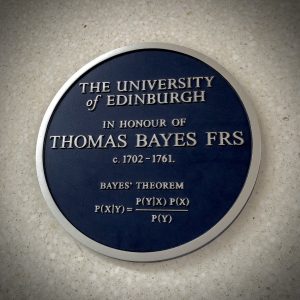 THE UNIVERSITY
of EDINBURGH
IN HONOUR OF
THOMAS BAYES FRS
c. 1702 - 1761.
BAYES' THEOREM
P(X|Y) = P(Y|X) P(X)
P(Y)